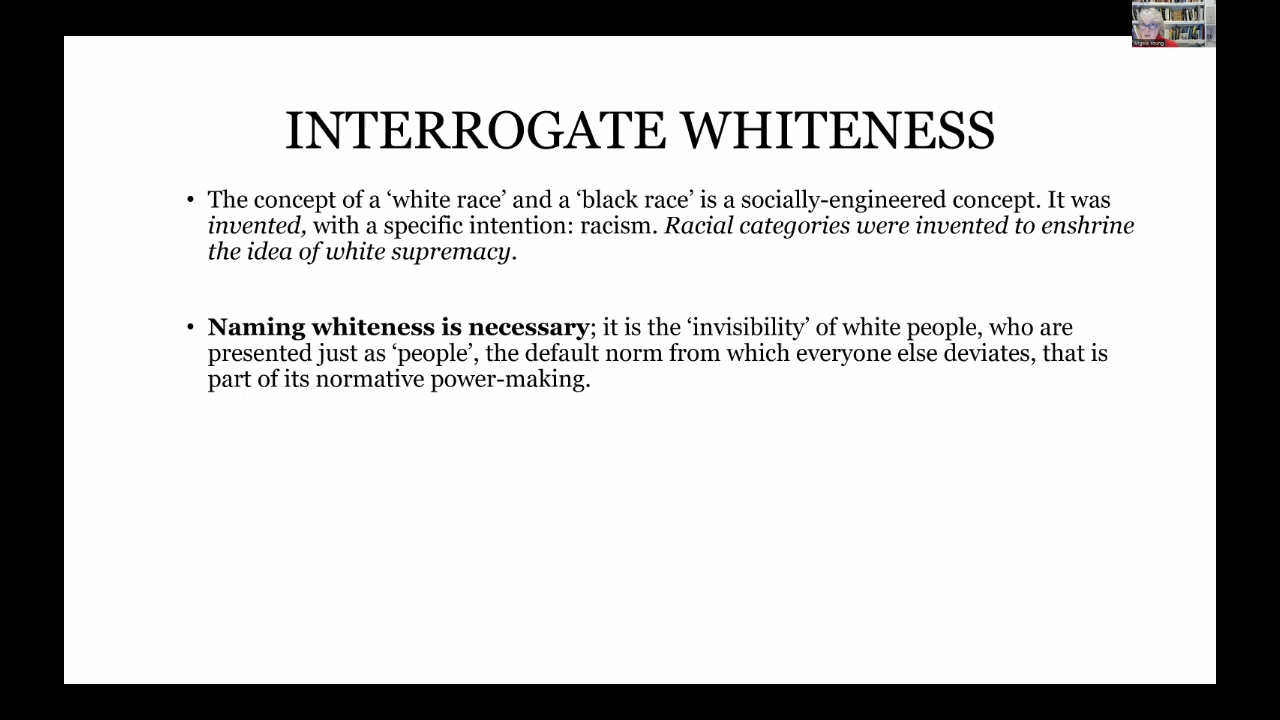 Angela Young
INTERROGATE WHITENESS
• The concept of a ‘white race’ and a ‘black race’ is a socially-engineered concept. It was
invented, with a specific intention: racism. Racial categories were invented to enshrine
the idea of white supremacy.
• Naming whiteness is necessary; it is the ‘invisibility’ of white people, who are
presented just as ‘people’, the default norm from which everyone else deviates, that is
part of its normative power-making.